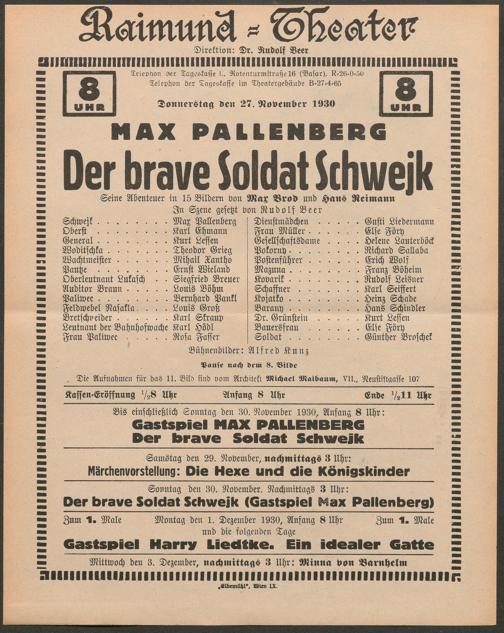 Raimund-Theater
Direktion: Dr. Rudolf Beer
8 UHR
Telephon der Tageskasse I., Rotenturmstraße 16 (Basar), R-26-0-50
Telephon der Tageskasse im Theatergebäude B-27-4-65
8 UHR
Donnerstag den 27. November 1930
MAX PALLENBERG
Der brave Soldat Schwejk
Seine Abenteuer in 15 Bildern von Max Brod und Hans Reimann
In Szene gesetzt von Rudolf Beer
Schwejk . . . . . . . . Max Pallenberg
Oberst . . . . . . . . Karl Ehmann
General . . . . . . . . Kurt Lessen
Woditschka . . . . . . Theodor Grieg
Wachtmeister . . . . . Mihail Xantho
Pantze . . . . . . . . Ernst Wieland
Oberleutnant Lukasch . . Siegfried Breuer
Auditor Braun . . . . . Louis Böhm
Paliwec . . . . . . . . Bernhard Pankl
Feldwebel Nasakla . . . Louis Groß
Bretschneider . . . . . Karl Skraup
Leutnant der Bahnhofwache Karl Hödl
Frau Paliwec . . . . . Rosa Fasser
Dienstmädchen . . . . . Gusti Liedermann
Frau Müller . . . . . . Else Föry
Gesellschaftsdame . . . Helene Lauterböck
Pokorny . . . . . . . . Richard Sallaba
Postenführer . . . . . Erich Wolf
Mazuna . . . . . . . . Franz Böheim
Kovarik . . . . . . . . Rudolf Leisner
Schaffner . . . . . . . Karl Seiffert
Kojatko . . . . . . . . Heinz Schade
Barany . . . . . . . . Hans Schindler
Dr. Grünstein . . . . . Kurt Lessen
Bauersfrau . . . . . . Else Föry
Soldat . . . . . . . . Günther Broschek
Bühnenbilder: Alfred Kunz
Pause nach dem 8. Bilde
Die Aufnahmen für das 11. Bild sind vom Architekt Michael Maibaum, VII., Neustiftgasse 107
Kassen-Eröffnung ½8 Uhr Anfang 8 Uhr Ende ½11 Uhr
Bis einschließlich Sonntag den 30. November 1930, Anfang 8 Uhr:
Gastspiel MAX PALLENBERG
Der brave Soldat Schwejk
Samstag den 29. November, nachmittags 3 Uhr:
Märchenvorstellung: Die Hexe und die Königskinder
Sonntag den 30. November. Nachmittags 3 Uhr:
Der brave Soldat Schwejk (Gastspiel Max Pallenberg)
Zum 1. Male Montag den 1. Dezember 1930, Anfang 8 Uhr Zum 1. Male
und die folgenden Tage
Gastspiel Harry Liedtke. Ein idealer Gatte
Mittwoch den 3. Dezember, nachmittags 3 Uhr: Minna von Barnhelm
„Elbemühl", Wien IX.